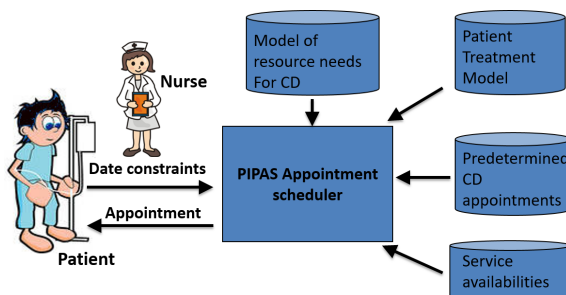 Model of
resource needs
For CD
Patient
Treatment
Model
Nurse
Date constraints
PIPAS Appointment
scheduler
Predetermined
CD
appointments
Appointment
Patient
Service
availabilities